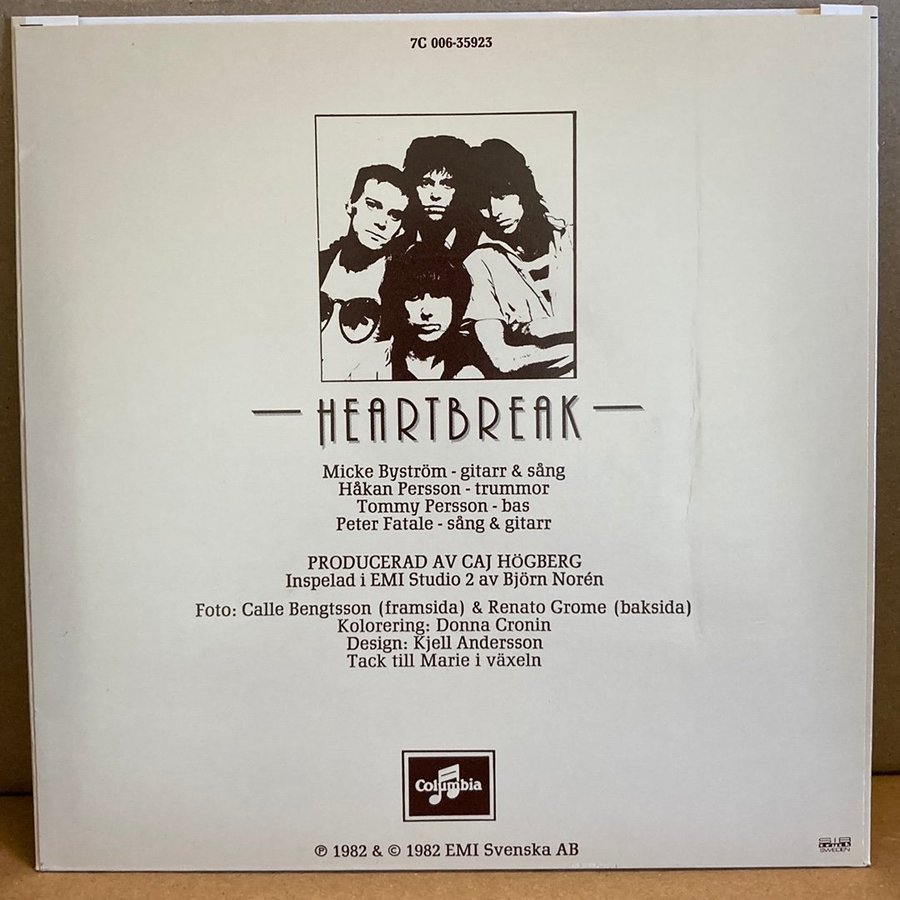 7C 006-35923
HEARTBREAK
Micke Byström - gitarr & sång
Håkan Persson - trummor
Tommy Persson - bas
Peter Fatale - sång & gitarr
PRODUCERAD AV CAJ HÖGBERG
Inspelad i EMI Studio 2 av Björn Norén
Foto: Calle Bengtsson (framsida) & Renato Grome (baksida)
Kolorering: Donna Cronin
Design: Kjell Andersson
Tack till Marie i växeln
Columbia
℗ 1982 & © 1982 EMI Svenska AB
SIB
SWEDEN